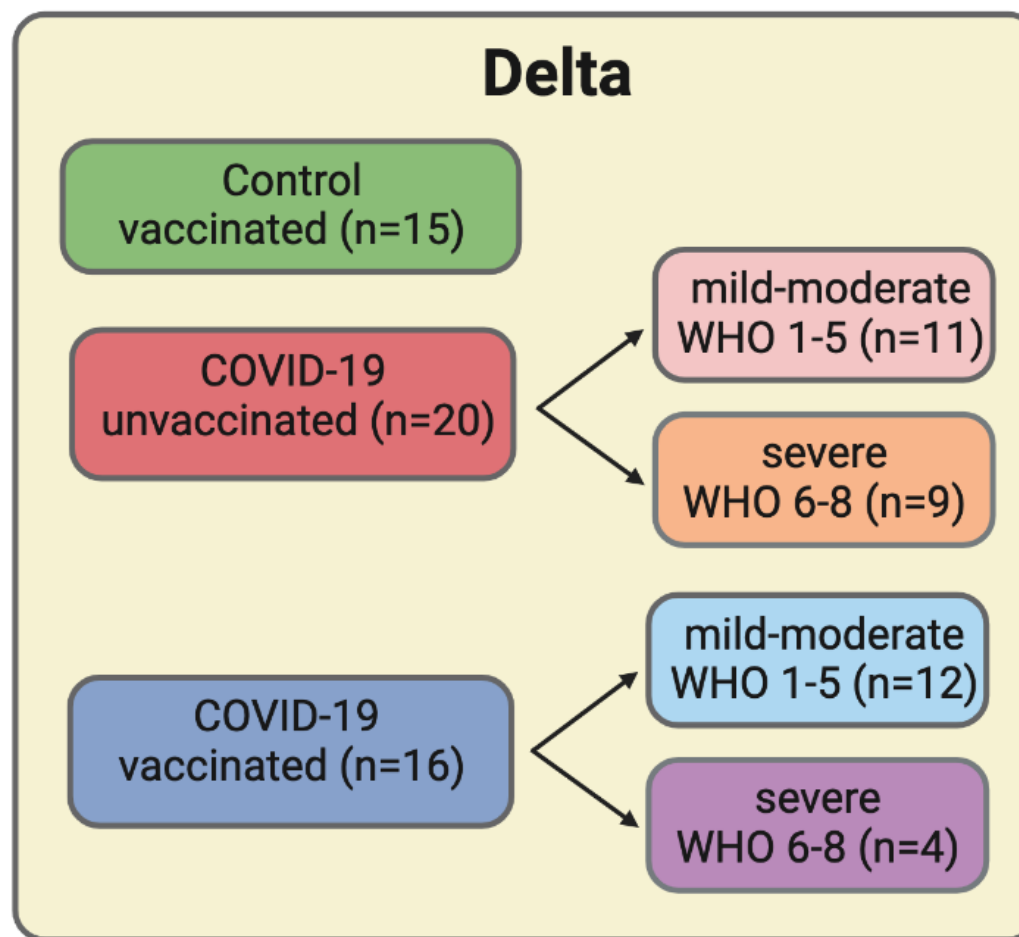 Delta
Control
vaccinated (n=15)
COVID-19
unvaccinated (n=20)
mild-moderate
WHO 1-5 (n=11)
severe
WHO 6-8 (n=9)
COVID-19
vaccinated (n=16)
mild-moderate
WHO 1-5 (n=12)
severe
WHO 6-8 (n=4)